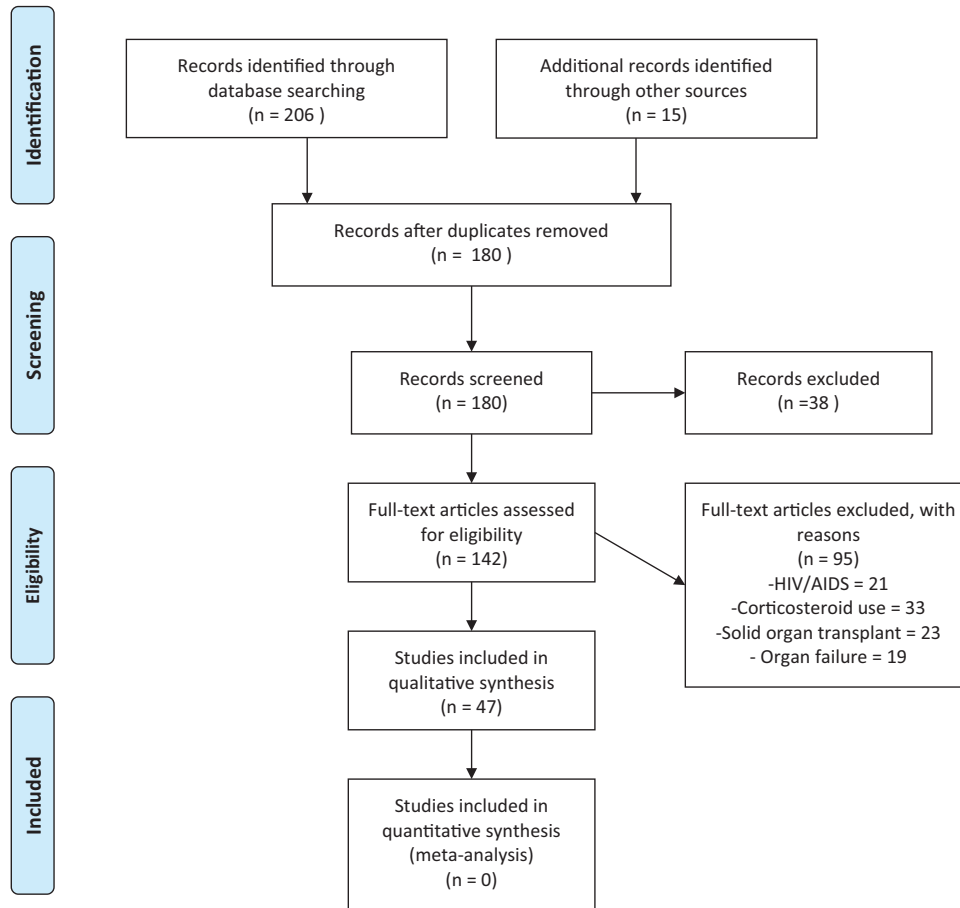 Identification
Records identified through
database searching
(n = 206 )
Additional records identified
through other sources
(n = 15)
Records after duplicates removed
(n = 180 )
Screening
Records screened
(n = 180)
Records excluded
(n =38 )
Eligibility
Full-text articles assessed
for eligibility
(n = 142)
Full-text articles excluded, with
reasons
(n = 95)
-HIV/AIDS = 21
-Corticosteroid use = 33
-Solid organ transplant = 23
- Organ failure = 19
Studies included in
qualitative synthesis
(n = 47)
Included
Studies included in
quantitative synthesis
(meta-analysis)
(n = 0)